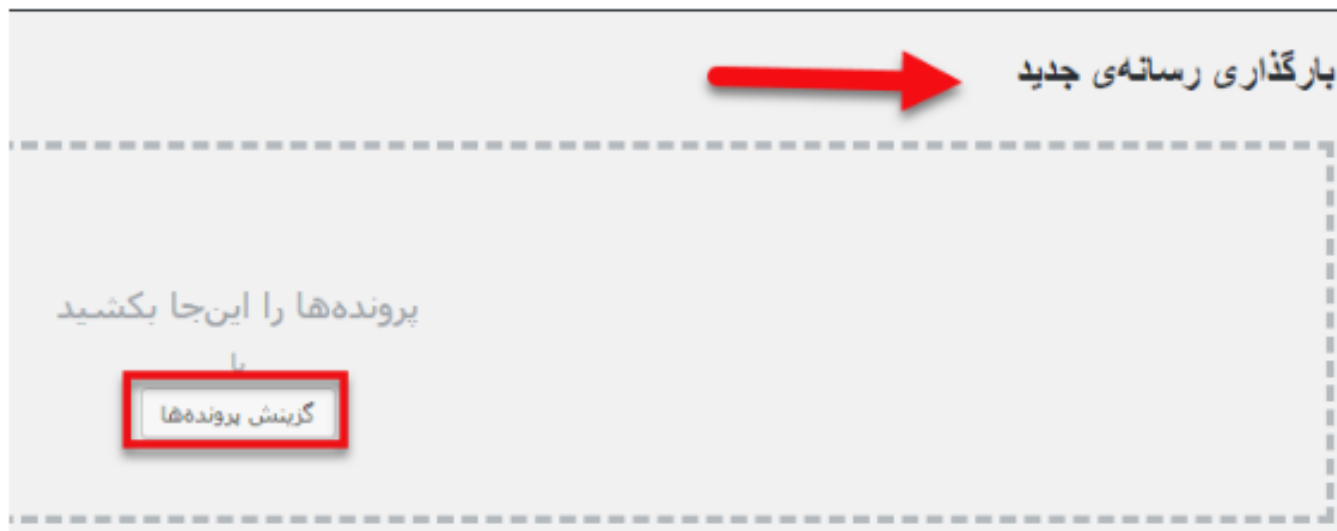 بارگذاری رسانه‌ی جدید
پرونده‌ها را این‌جا بکشید
یا
گزینش پرونده‌ها